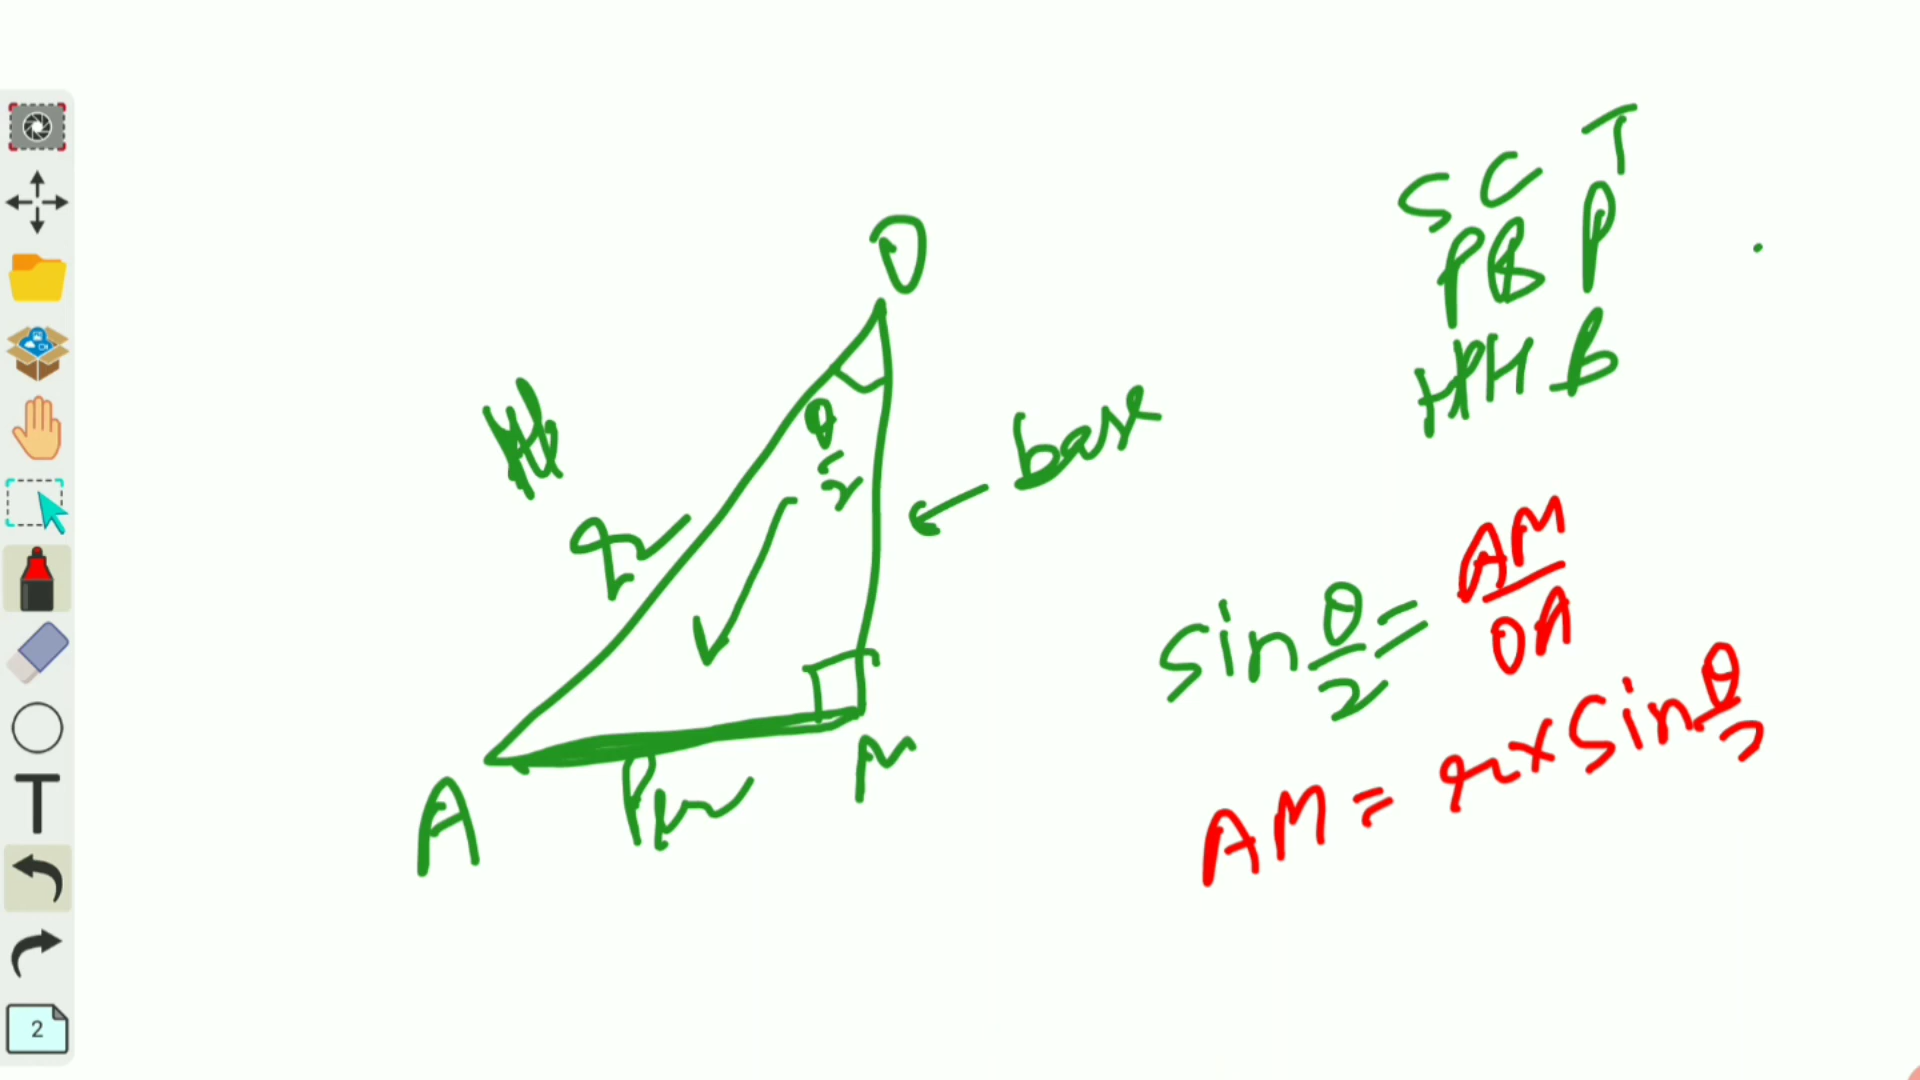 T
S C
P B P
H H B
O
θ/2
base
r
sin θ/2 = AM/OA
A
Per
M
AM = r × sin θ/2
T
2